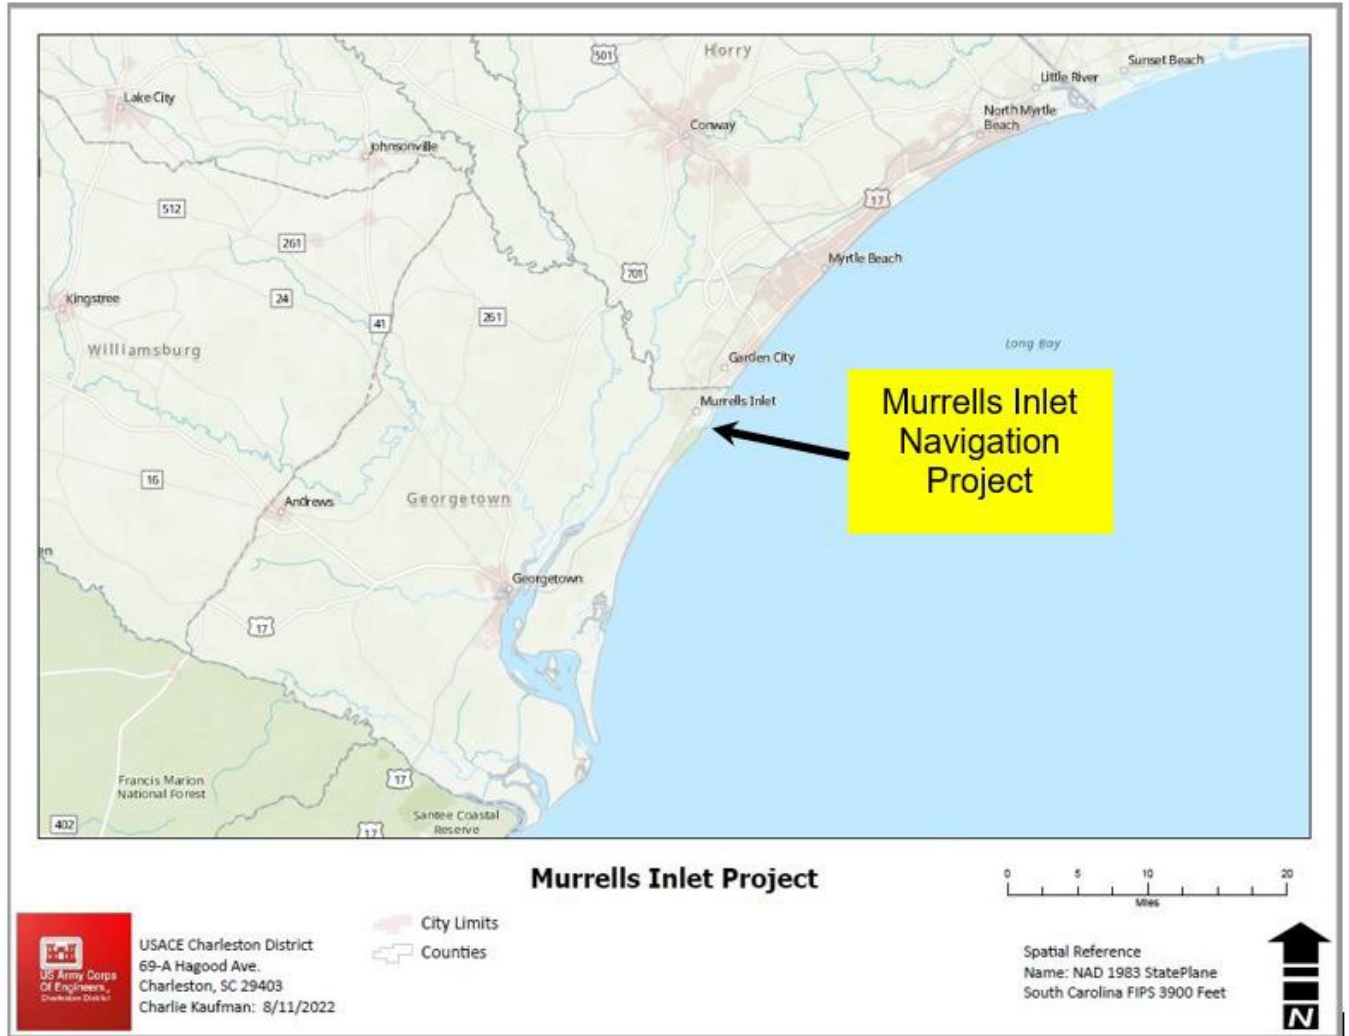 501
Horry
Sunset Beach
Little River
Lake City
North Myrtle
Beach
Conway
Johnsonville
512
17
261
Myrtle Beach
701
Kingstree
24
41
261
Williamsburg
Long Bay
Garden City
Murrells Inlet
Murrells Inlet
Navigation
Project
16
Andrews
Georgetown
en
Georgetown
17
Francis Marion
National Forest
17
Santee Coastal
Reserve
402
17
Murrells Inlet Project
0 5 10 20
Miles
City Limits
Counties
US Army Corps
Of Engineers
Charleston District
USACE Charleston District
69-A Hagood Ave.
Charleston, SC 29403
Charlie Kaufman: 8/11/2022
Spatial Reference
Name: NAD 1983 StatePlane
South Carolina FIPS 3900 Feet
N